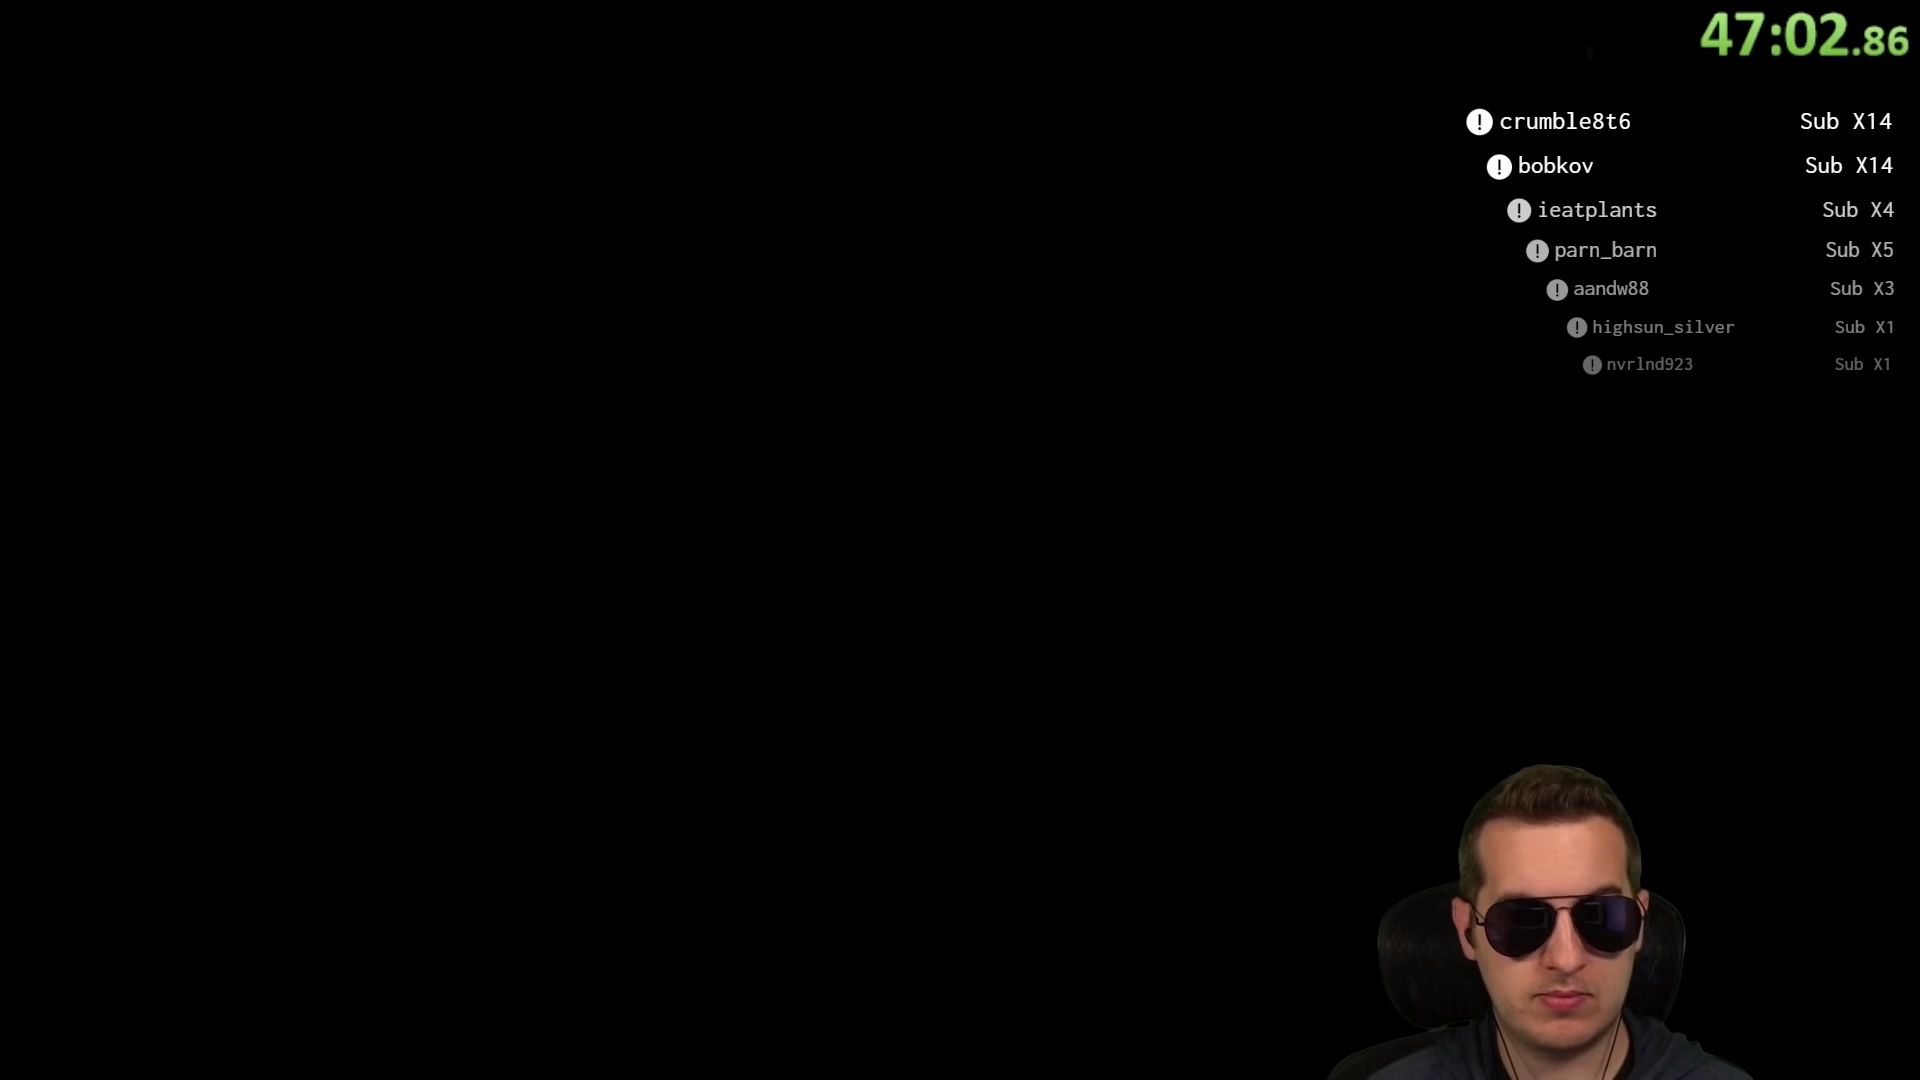 47:02.86
! crumble8t6 Sub X14
! bobkov Sub X14
! ieatplants Sub X4
! parn_barn Sub X5
! aandw88 Sub X3
! highsun_silver Sub X1
! nvrlnd923 Sub X1